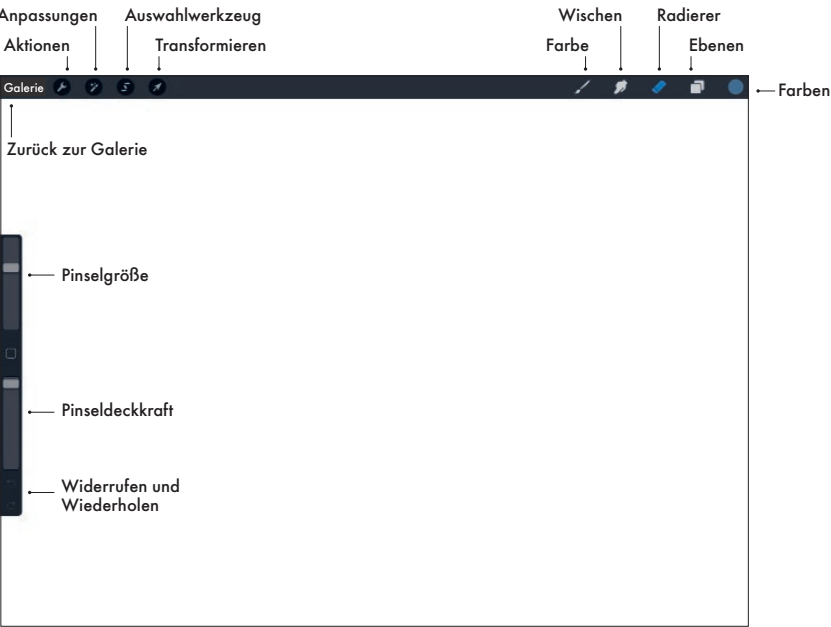 Anpassungen
Auswahlwerkzeug
Wischen
Radierer
Aktionen
Transformieren
Farbe
Ebenen
Galerie
Farben
Zurück zur Galerie
Pinselgröße
Pinseldeckkraft
Widerrufen und
Wiederholen